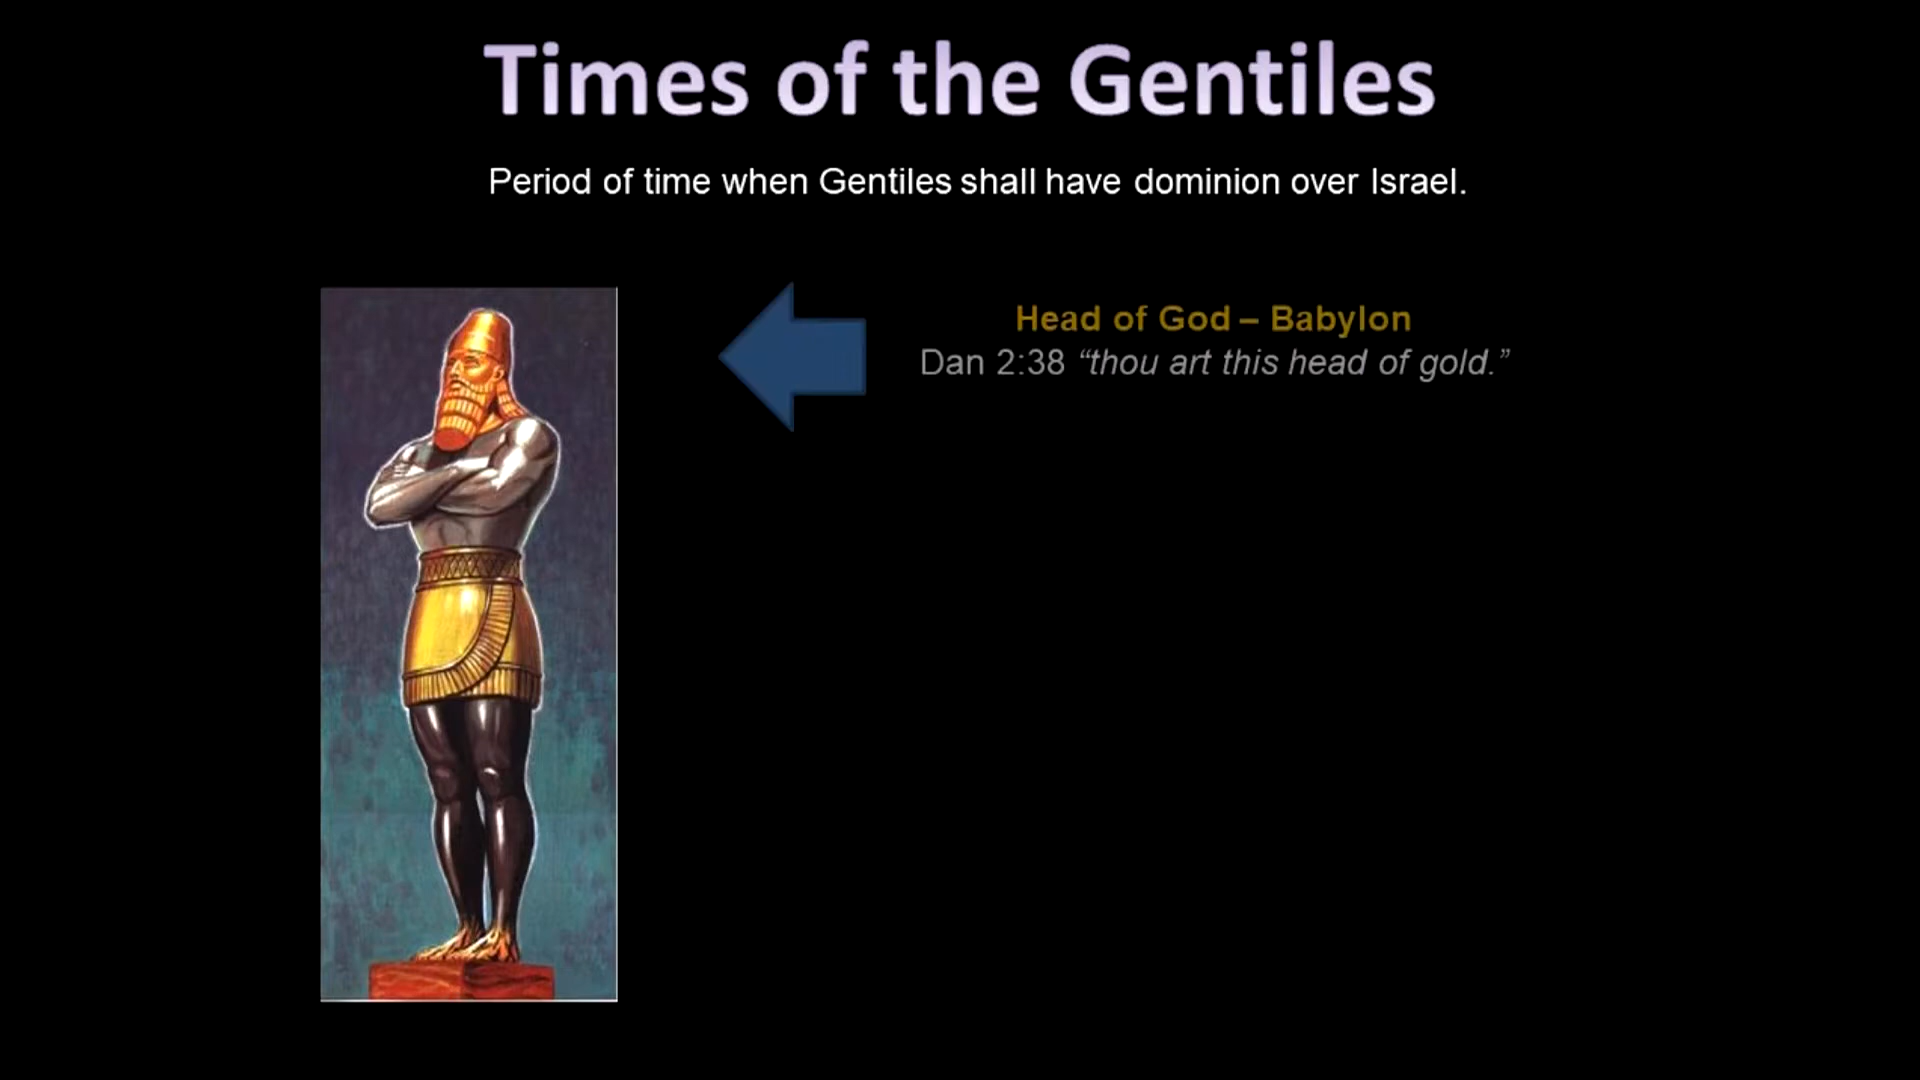 Times of the Gentiles
Period of time when Gentiles shall have dominion over Israel.
Head of God – Babylon
Dan 2:38 “thou art this head of gold.”